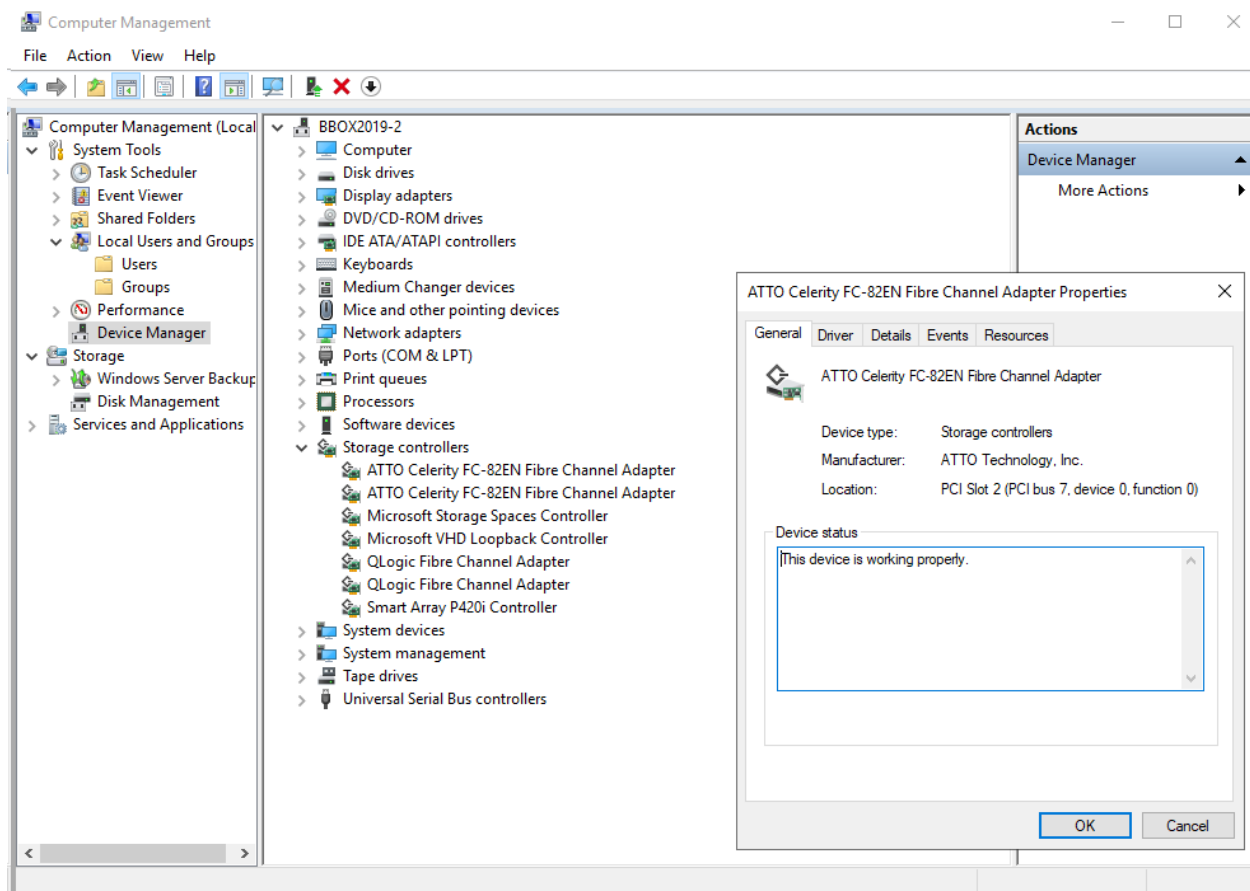 Computer Management
File Action View Help
Computer Management (Local
System Tools
Task Scheduler
Event Viewer
Shared Folders
Local Users and Groups
Users
Groups
Performance
Device Manager
Storage
Windows Server Backup
Disk Management
Services and Applications
BBOX2019-2
Computer
Disk drives
Display adapters
DVD/CD-ROM drives
IDE ATA/ATAPI controllers
Keyboards
Medium Changer devices
Mice and other pointing devices
Network adapters
Ports (COM & LPT)
Print queues
Processors
Software devices
Storage controllers
ATTO Celerity FC-82EN Fibre Channel Adapter
ATTO Celerity FC-82EN Fibre Channel Adapter
Microsoft Storage Spaces Controller
Microsoft VHD Loopback Controller
QLogic Fibre Channel Adapter
QLogic Fibre Channel Adapter
Smart Array P420i Controller
System devices
System management
Tape drives
Universal Serial Bus controllers
Actions
Device Manager
More Actions
ATTO Celerity FC-82EN Fibre Channel Adapter Properties
General Driver Details Events Resources
ATTO Celerity FC-82EN Fibre Channel Adapter
Device type: Storage controllers
Manufacturer: ATTO Technology, Inc.
Location: PCI Slot 2 (PCI bus 7, device 0, function 0)
Device status
This device is working properly.
OK Cancel